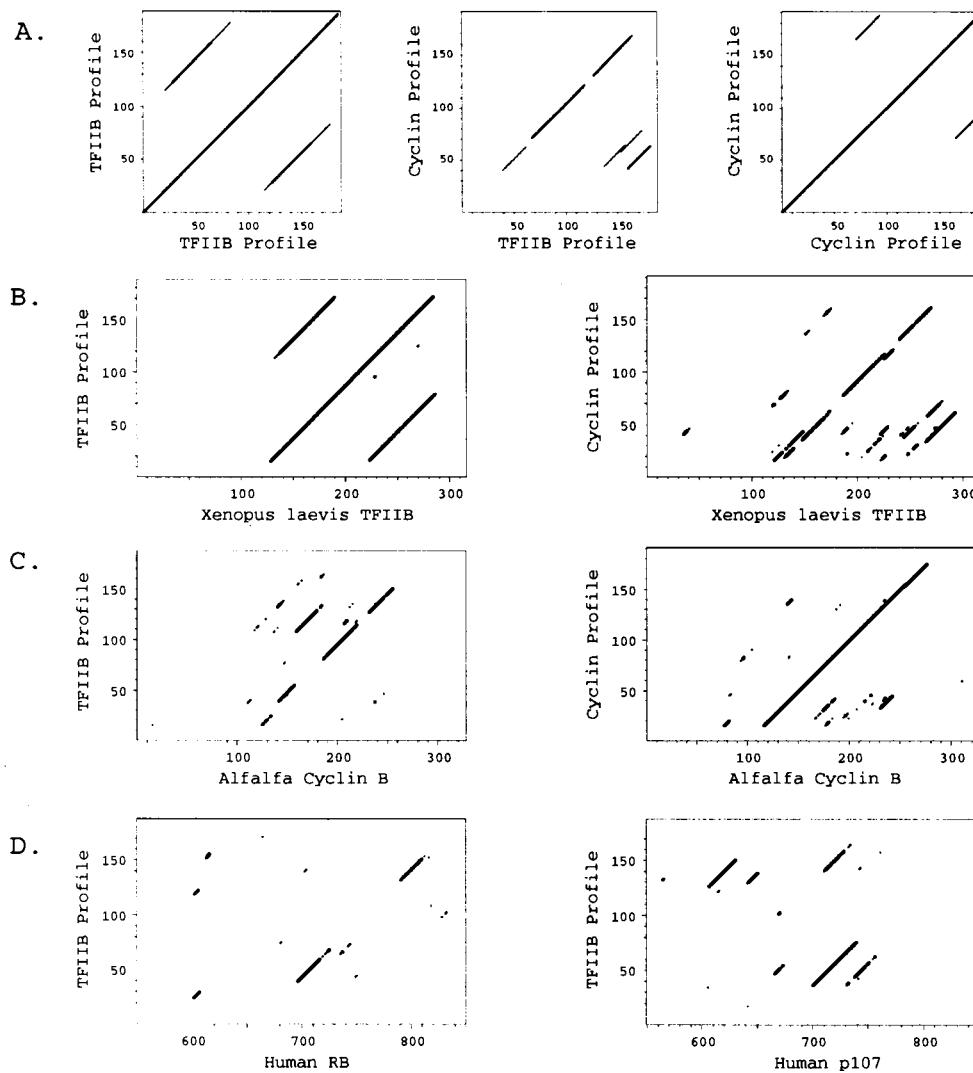 A.
TFIIB Profile
150
100
50
50 100 150
TFIIB Profile
Cyclin Profile
150
100
50
50 100 150
TFIIB Profile
Cyclin Profile
150
100
50
50 100 150
Cyclin Profile
B.
TFIIB Profile
150
100
50
100 200 300
Xenopus laevis TFIIB
Cyclin Profile
150
100
50
100 200 300
Xenopus laevis TFIIB
C.
TFIIB Profile
150
100
50
100 200 300
Alfalfa Cyclin B
Cyclin Profile
150
100
50
100 200 300
Alfalfa Cyclin B
D.
TFIIB Profile
150
100
50
600 700 800
Human RB
TFIIB Profile
150
100
50
600 700 800
Human p107